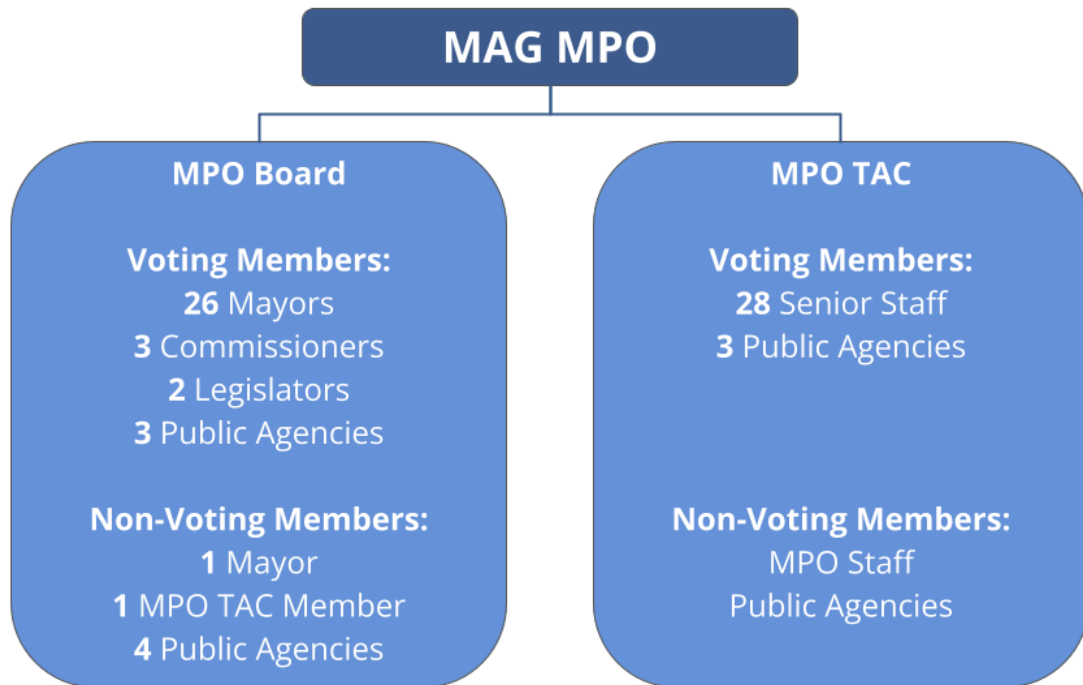 MAG MPO
MPO Board
Voting Members:
26 Mayors
3 Commissioners
2 Legislators
3 Public Agencies
Non-Voting Members:
1 Mayor
1 MPO TAC Member
4 Public Agencies
MPO TAC
Voting Members:
28 Senior Staff
3 Public Agencies
Non-Voting Members:
MPO Staff
Public Agencies